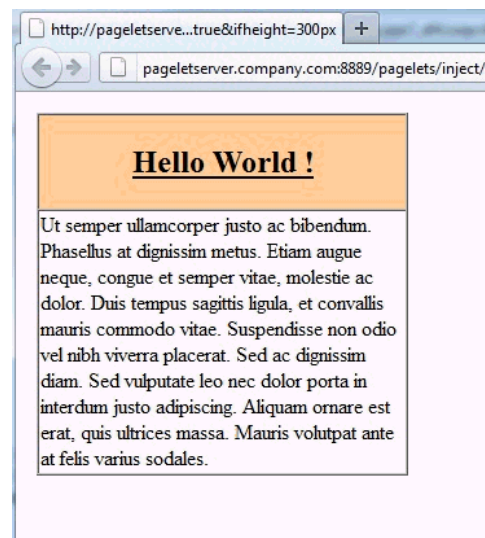 http://pageletserve...true&ifheight=300px
pageletserver.company.com:8889/pagelets/inject/
Hello World !
Ut semper ullamcorper justo ac bibendum.
Phasellus at dignissim metus. Etiam augue
neque, congue et semper vitae, molestie ac
dolor. Duis tempus sagittis ligula, et convallis
mauris commodo vitae. Suspendisse non odio
vel nibh viverra placerat. Sed ac dignissim
diam. Sed vulputate leo nec dolor porta in
interdum justo adipiscing. Aliquam ornare est
erat, quis ultrices massa. Mauris volutpat ante
at felis varius sodales.